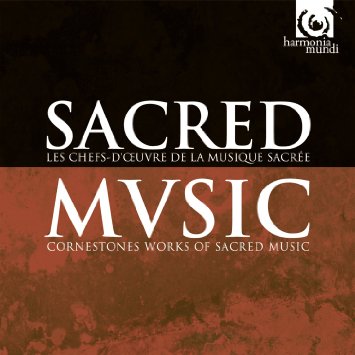 harmonia
mundi
SACRED
LES CHEFS-D'ŒUVRE DE LA MUSIQUE SACRÉE
MVSIC
CORNESTONES WORKS OF SACRED MUSIC